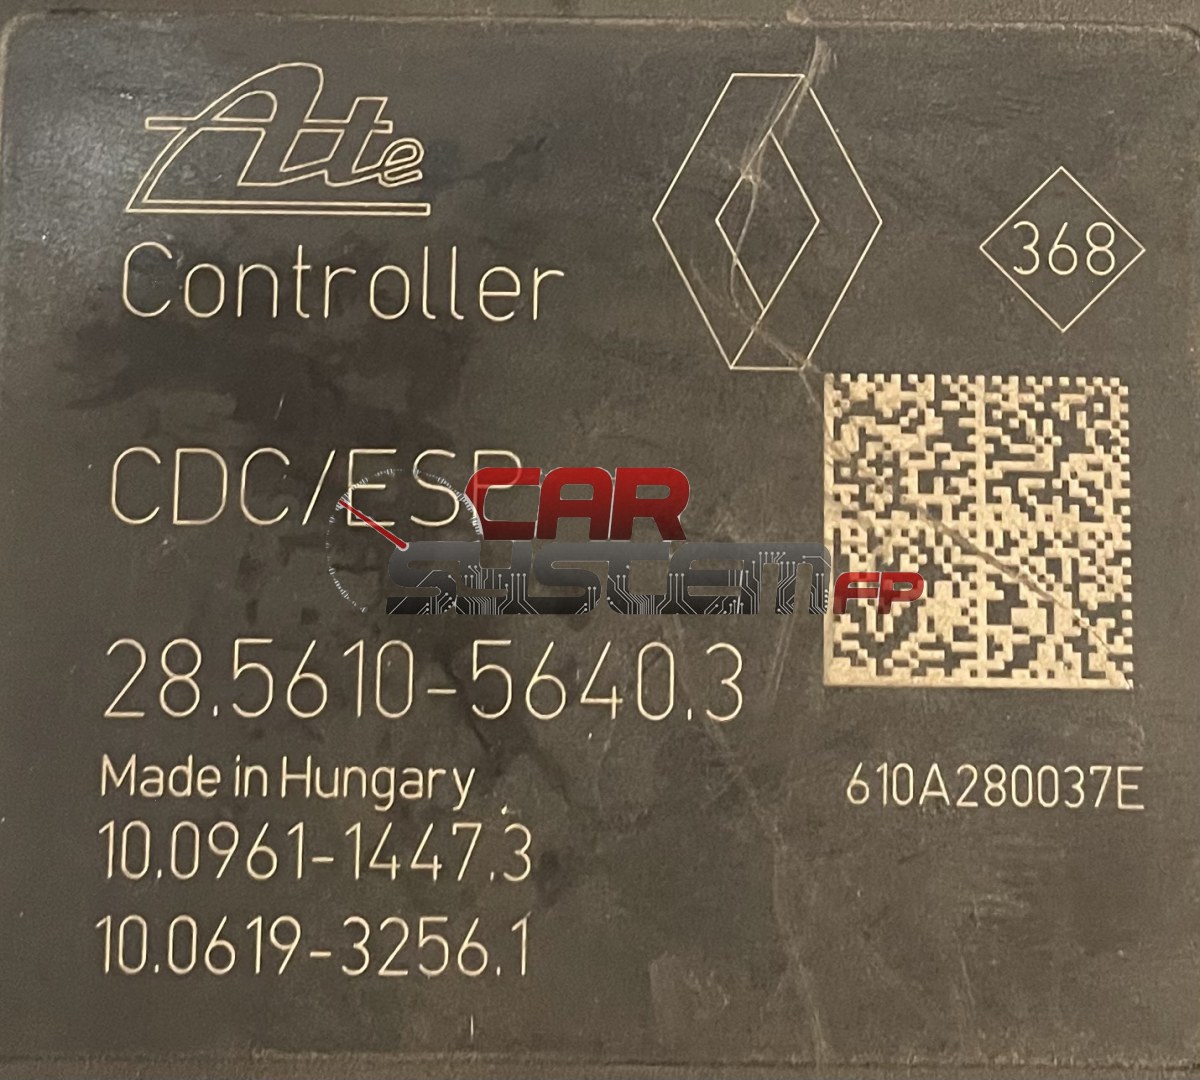 Ate
368
Controller
CDC/ESP
CAR
SYSTEM FP
28.5610-5640.3
Made in Hungary
610A280037E
10.0961-1447.3
10.0619-3256.1